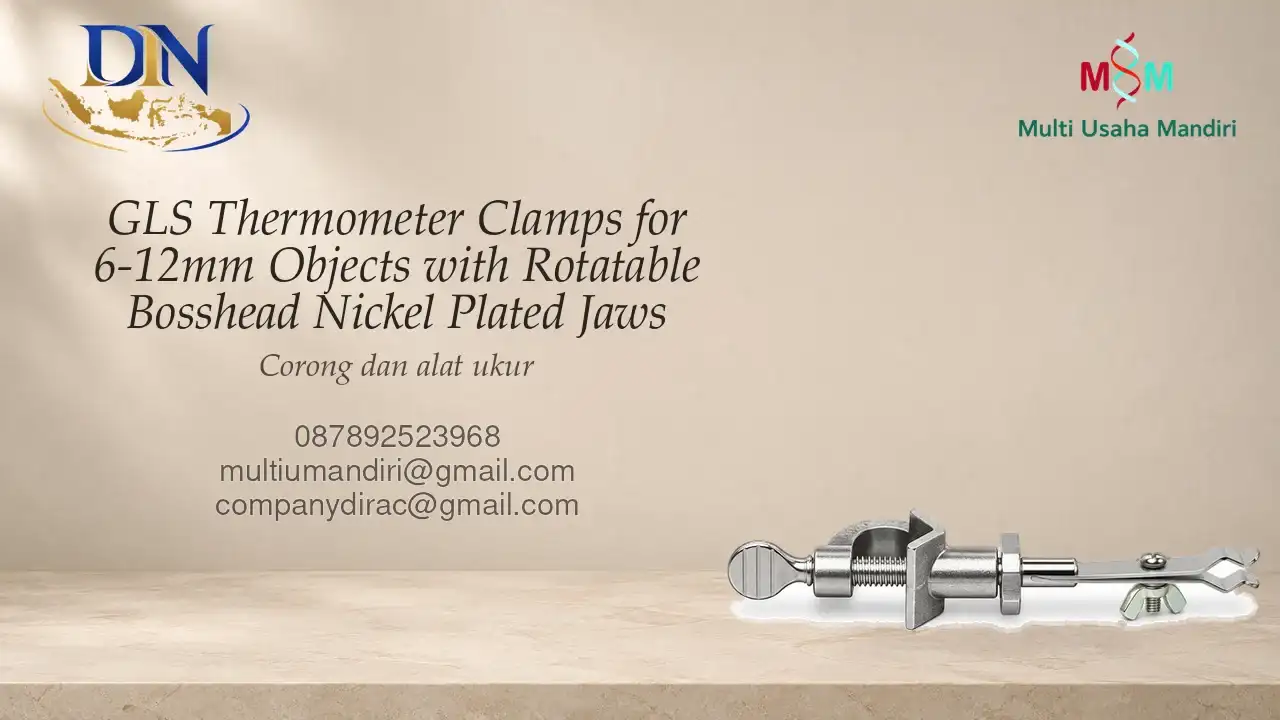 DIN
MSM
Multi Usaha Mandiri
GLS Thermometer Clamps for
6-12mm Objects with Rotatable
Bosshead Nickel Plated Jaws
Corong dan alat ukur
087892523968
multiumandiri@gmail.com
companydirac@gmail.com